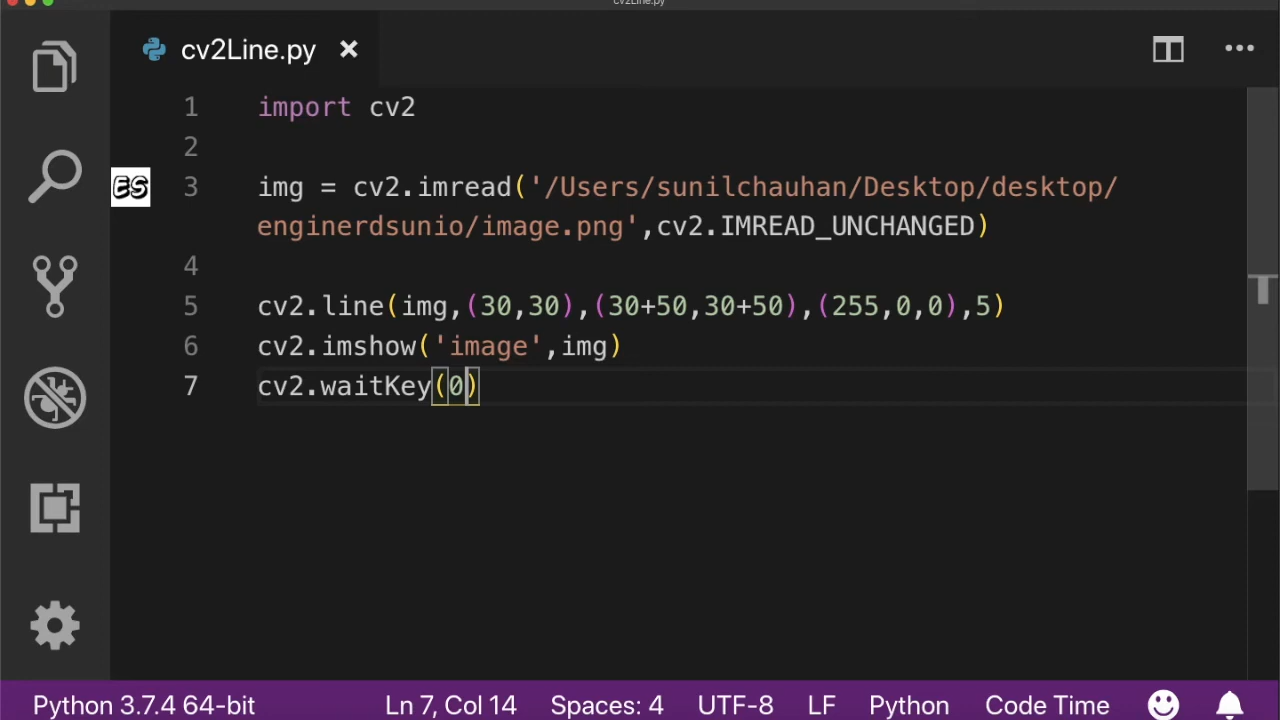 cv2Line.py
cv2Line.py ×
1 import cv2
2
ES
3 img = cv2.imread('/Users/sunilchauhan/Desktop/desktop/
enginerdsunio/image.png',cv2.IMREAD_UNCHANGED)
4
5 cv2.line(img,(30,30),(30+50,30+50),(255,0,0),5)
6 cv2.imshow('image',img)
7 cv2.waitKey(0)
Python 3.7.4 64-bit Ln 7, Col 14 Spaces: 4 UTF-8 LF Python Code Time